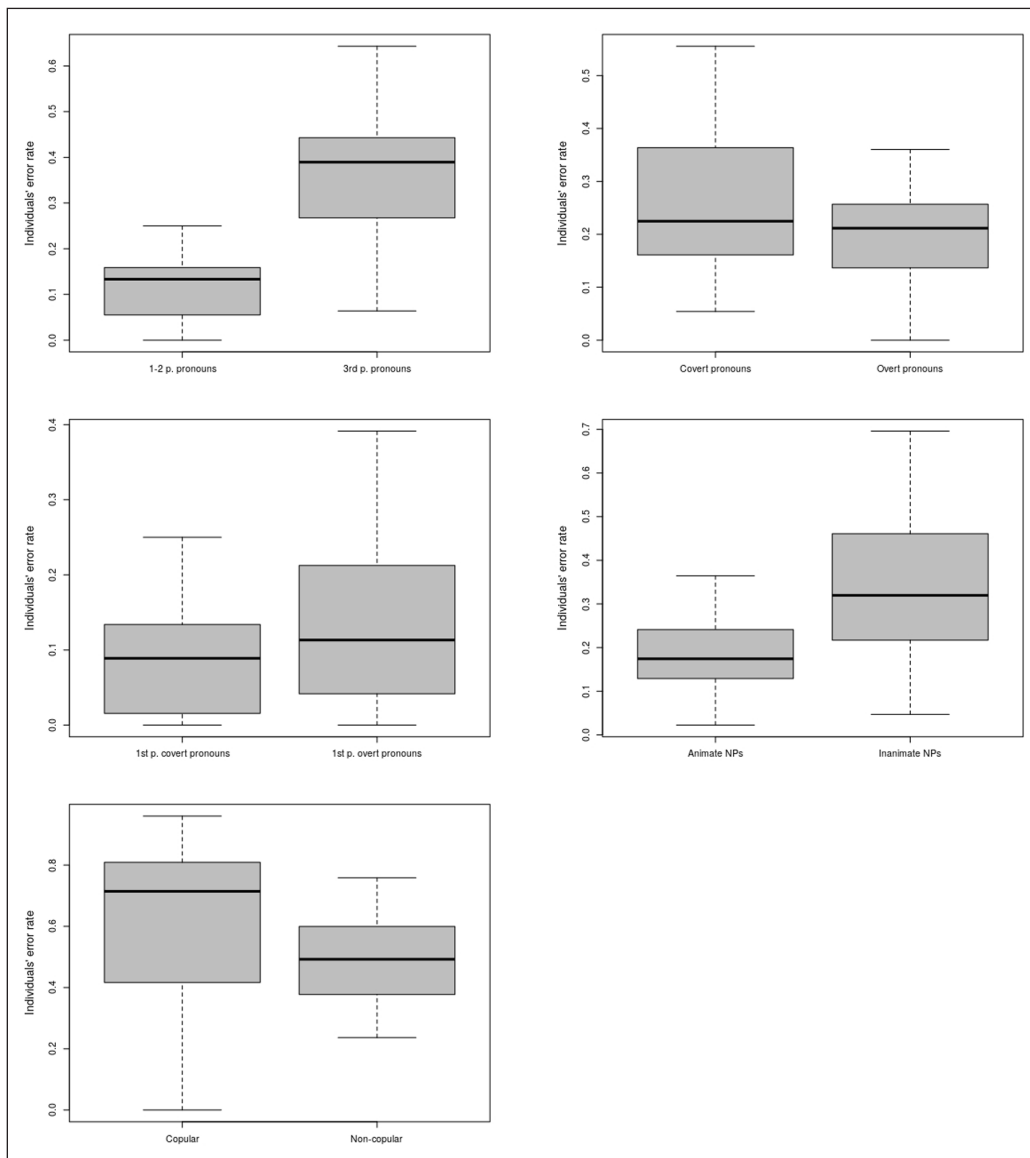 Individuals' error rate
0.0 0.1 0.2 0.3 0.4 0.5 0.6
1-2 p. pronouns 3rd p. pronouns
Individuals' error rate
0.0 0.1 0.2 0.3 0.4 0.5
Covert pronouns Overt pronouns
Individuals' error rate
0.0 0.1 0.2 0.3 0.4
1st p. covert pronouns 1st p. overt pronouns
Individuals' error rate
0.0 0.1 0.2 0.3 0.4 0.5 0.6 0.7
Animate NPs Inanimate NPs
Individuals' error rate
0.0 0.2 0.4 0.6 0.8
Copular Non-copular